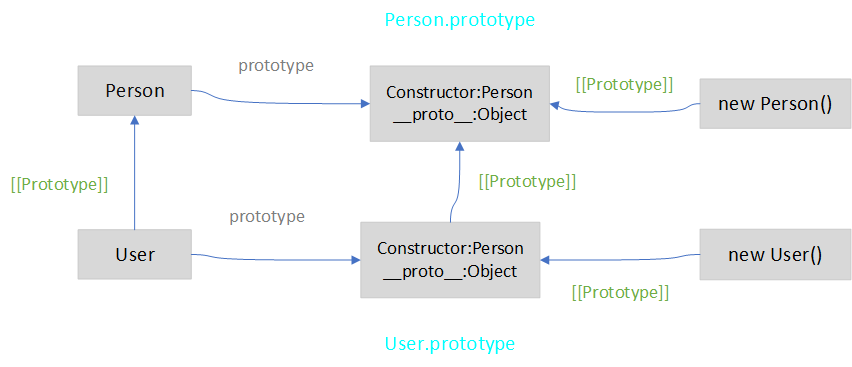 Person.prototype
prototype
Person
Constructor:Person
__proto__:Object
[[Prototype]]
new Person()
[[Prototype]]
[[Prototype]]
prototype
User
Constructor:Person
__proto__:Object
new User()
[[Prototype]]
User.prototype